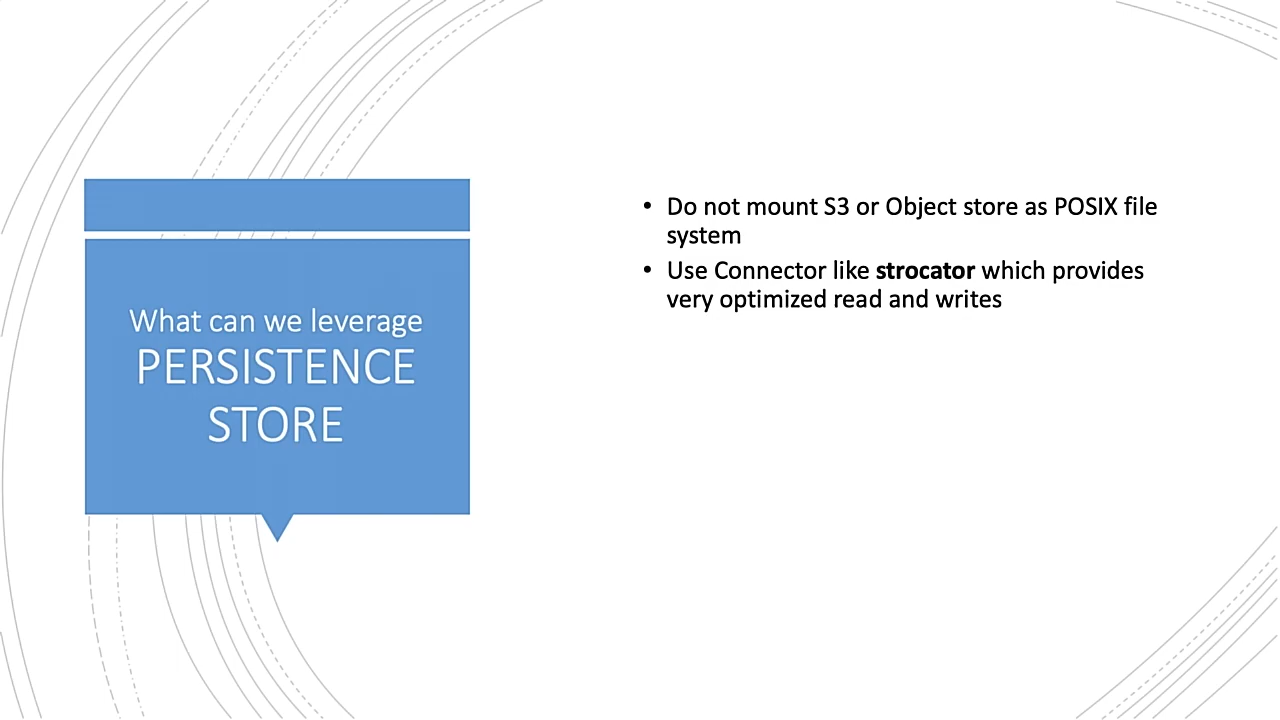 What can we leverage
PERSISTENCE
STORE
• Do not mount S3 or Object store as POSIX file
system
• Use Connector like strocator which provides
very optimized read and writes